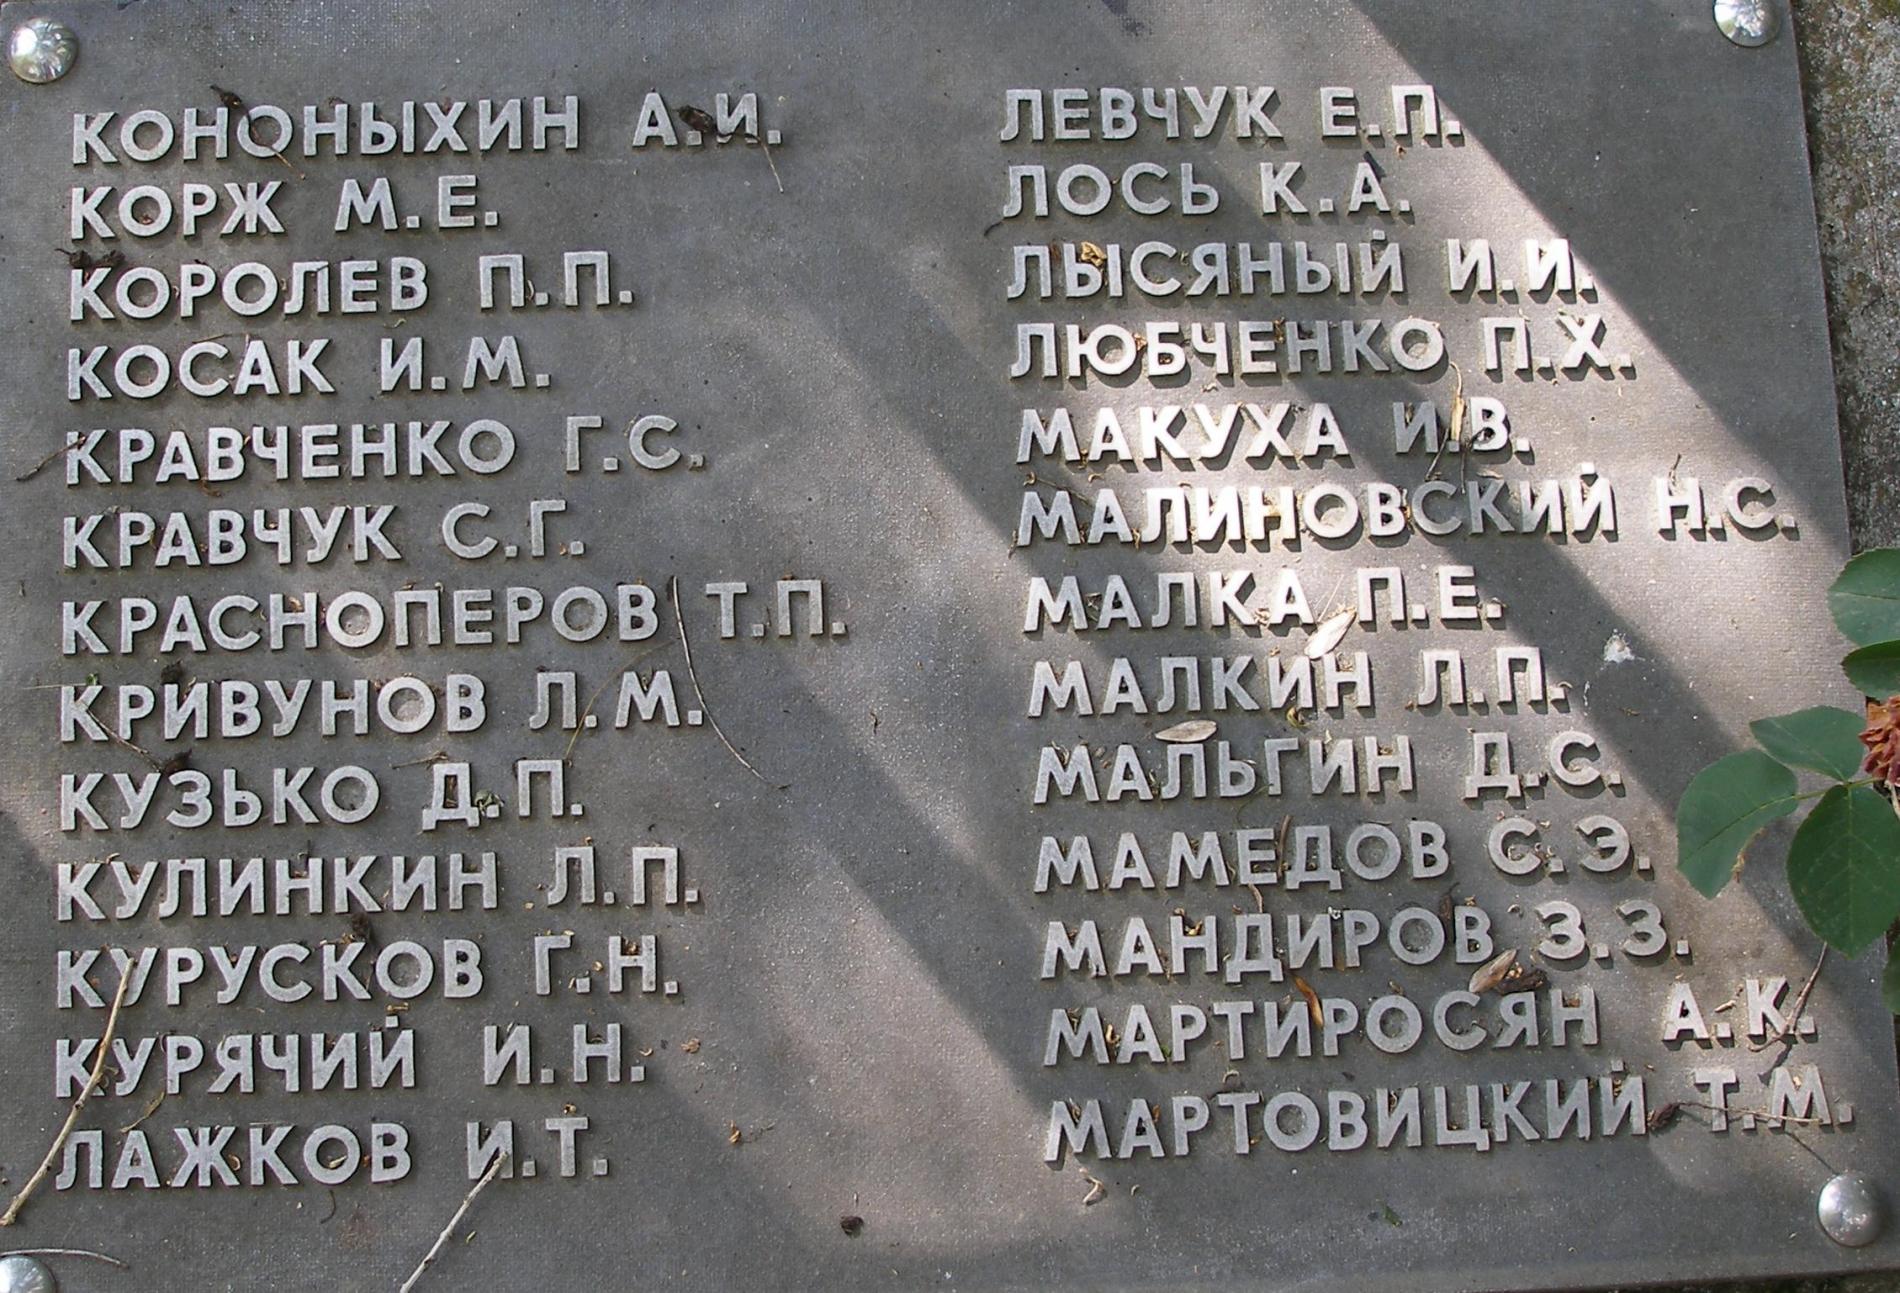 КОНОНЫХИН А.И.
КОРЖ М.Е.
КОРОЛЕВ П.П.
КОСАК И.М.
КРАВЧЕНКО Г.С.
КРАВЧУК С.Г.
КРАСНОПЕРОВ Т.П.
КРИВУНОВ Л.М.
КУЗЬКО Д.П.
КУЛИНКИН Л.П.
КУРУСКОВ Г.Н.
КУРЯЧИЙ И.Н.
ЛАЖКОВ И.Т.
ЛЕВЧУК Е.П.
ЛОСЬ К.А.
ЛЫСЯНЫЙ И.И.
ЛЮБЧЕНКО П.Х.
МАКУХА И.В.
МАЛИНОВСКИЙ Н.С.
МАЛКА П.Е.
МАЛКИН Л.П.
МАЛЬГИН Д.С.
МАМЕДОВ С.Э.
МАНДИРОВ З.З.
МАРТИРОСЯН А.К.
МАРТОВИЦКИЙ Т.М.